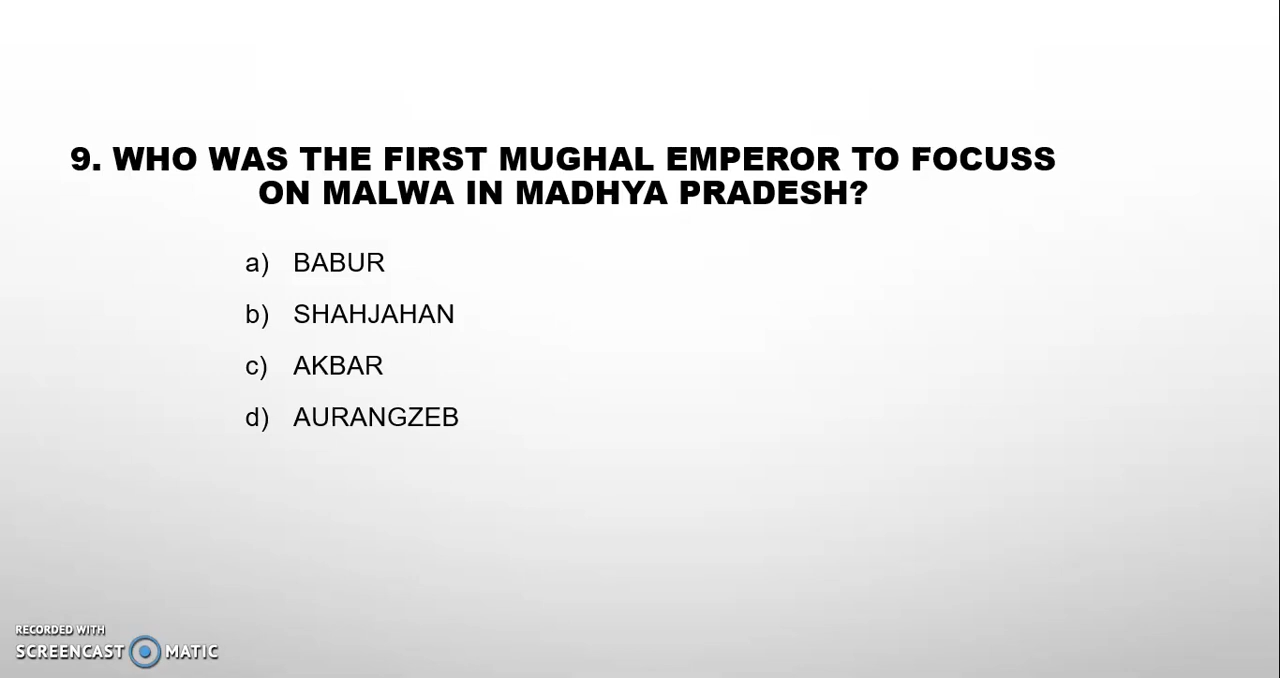 9. WHO WAS THE FIRST MUGHAL EMPEROR TO FOCUSS
ON MALWA IN MADHYA PRADESH?
a) BABUR
b) SHAHJAHAN
c) AKBAR
d) AURANGZEB
RECORDED WITH
SCREENCAST MATIC